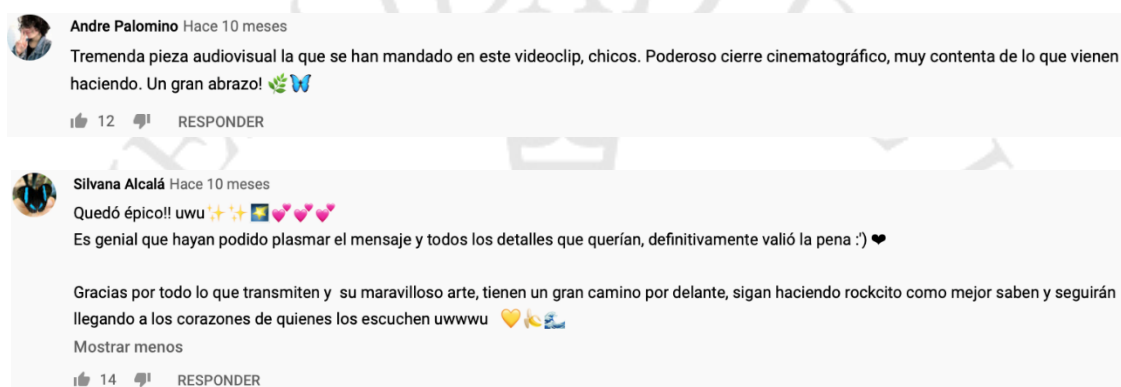 Andre Palomino Hace 10 meses
Tremenda pieza audiovisual la que se han mandado en este videoclip, chicos. Poderoso cierre cinematográfico, muy contenta de lo que vienen
haciendo. Un gran abrazo! 🌿🦋
12 RESPONDER
Silvana Alcalá Hace 10 meses
Quedó épico!! uwu✨✨🌠💕💕💕
Es genial que hayan podido plasmar el mensaje y todos los detalles que querían, definitivamente valió la pena :') ❤
Gracias por todo lo que transmiten y su maravilloso arte, tienen un gran camino por delante, sigan haciendo rockcito como mejor saben y seguirán
llegando a los corazones de quienes los escuchen uwwwu 💛🍌🌊
Mostrar menos
14 RESPONDER